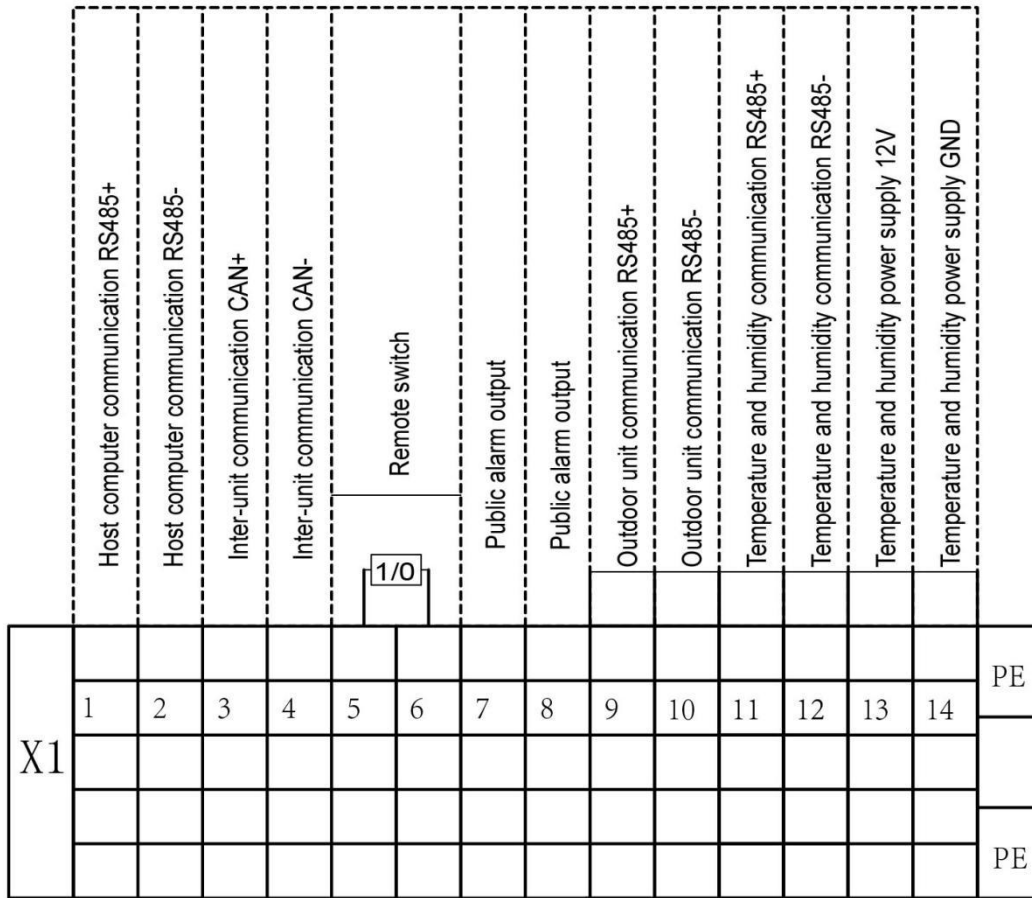 Host computer communication RS485+
Host computer communication RS485-
Inter-unit communication CAN+
Inter-unit communication CAN-
Remote switch
Public alarm output
Public alarm output
Outdoor unit communication RS485+
Outdoor unit communication RS485-
Temperature and humidity communication RS485+
Temperature and humidity communication RS485-
Temperature and humidity power supply 12V
Temperature and humidity power supply GND
1/0
X1
1 2 3 4 5 6 7 8 9 10 11 12 13 14
PE
PE